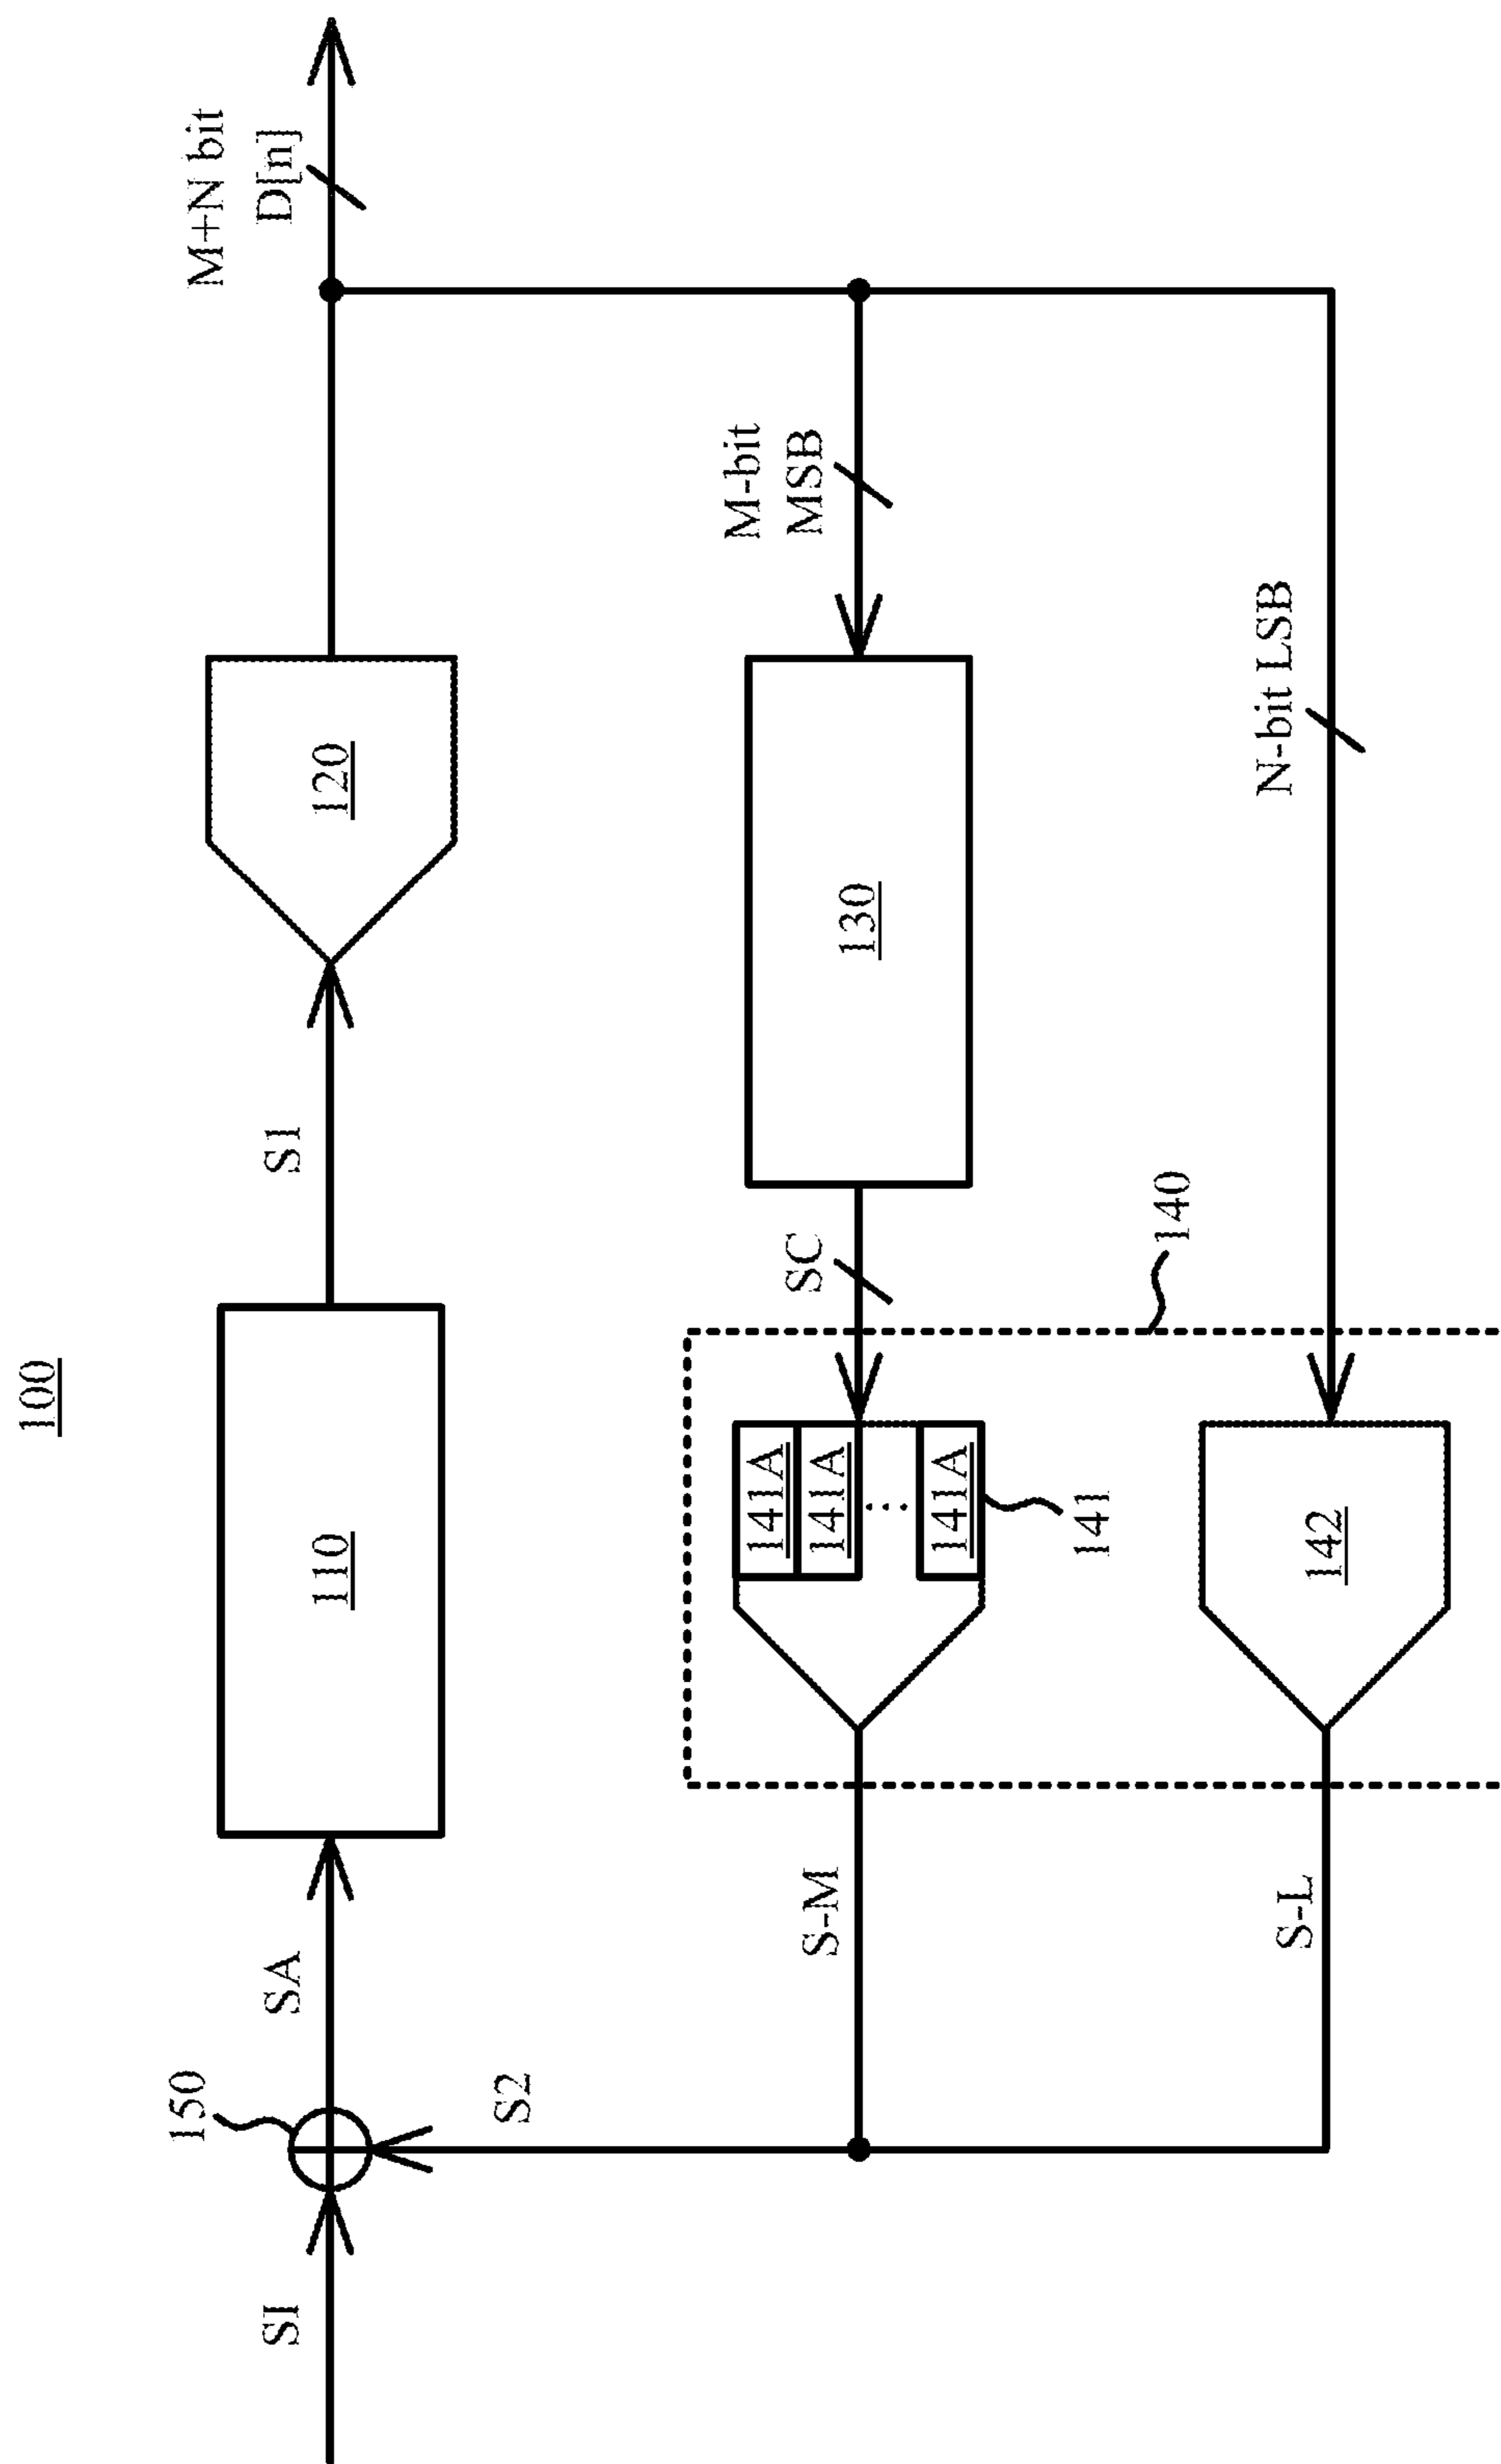 100
150
SI
SA
110
S1
120
M+N bit
D[n]
S2
S-M
141A
141A
...
141A
141
SC
130
M-bit
MSB
140
S-L
142
N-bit LSB